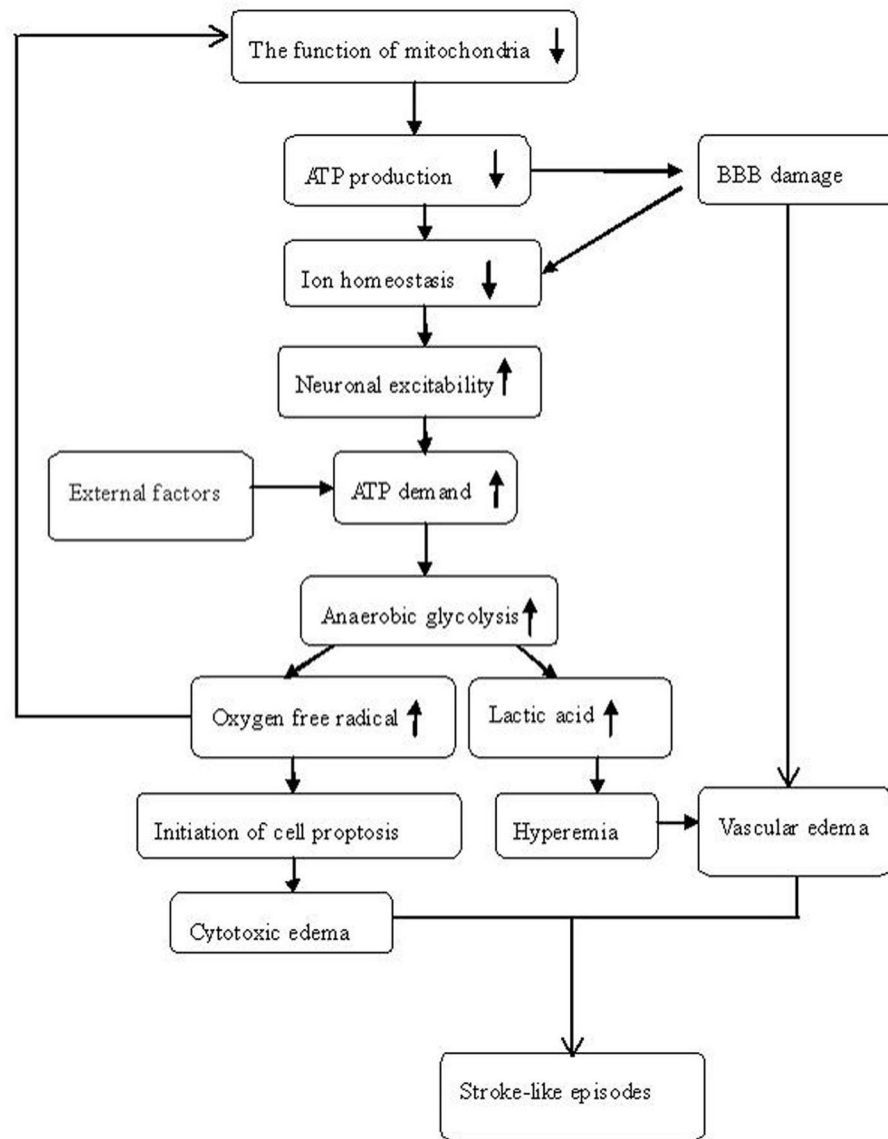 The function of mitochondria ↓
ATP production ↓
BBB damage
Ion homeostasis ↓
Neuronal excitability ↑
External factors
ATP demand ↑
Anaerobic glycolysis ↑
Oxygen free radical ↑
Lactic acid ↑
Initiation of cell proptosis
Hyperemia
Vascular edema
Cytotoxic edema
Stroke-like episodes